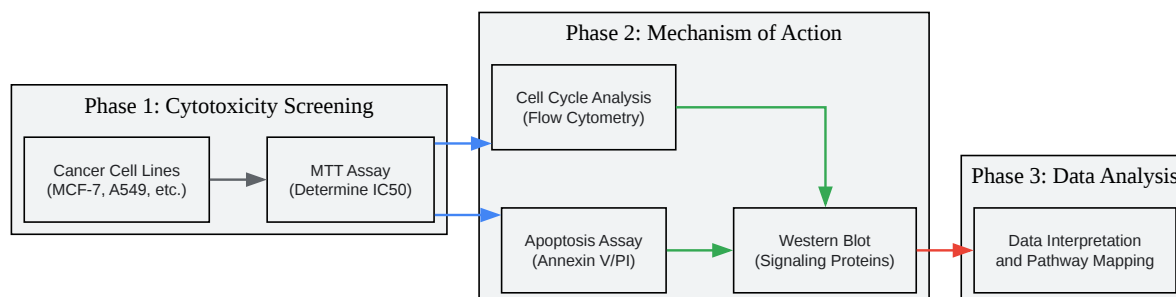 Phase 1: Cytotoxicity Screening
Cancer Cell Lines
(MCF-7, A549, etc.)
MTT Assay
(Determine IC50)
Phase 2: Mechanism of Action
Cell Cycle Analysis
(Flow Cytometry)
Apoptosis Assay
(Annexin V/PI)
Western Blot
(Signaling Proteins)
Phase 3: Data Analysis
Data Interpretation
and Pathway Mapping